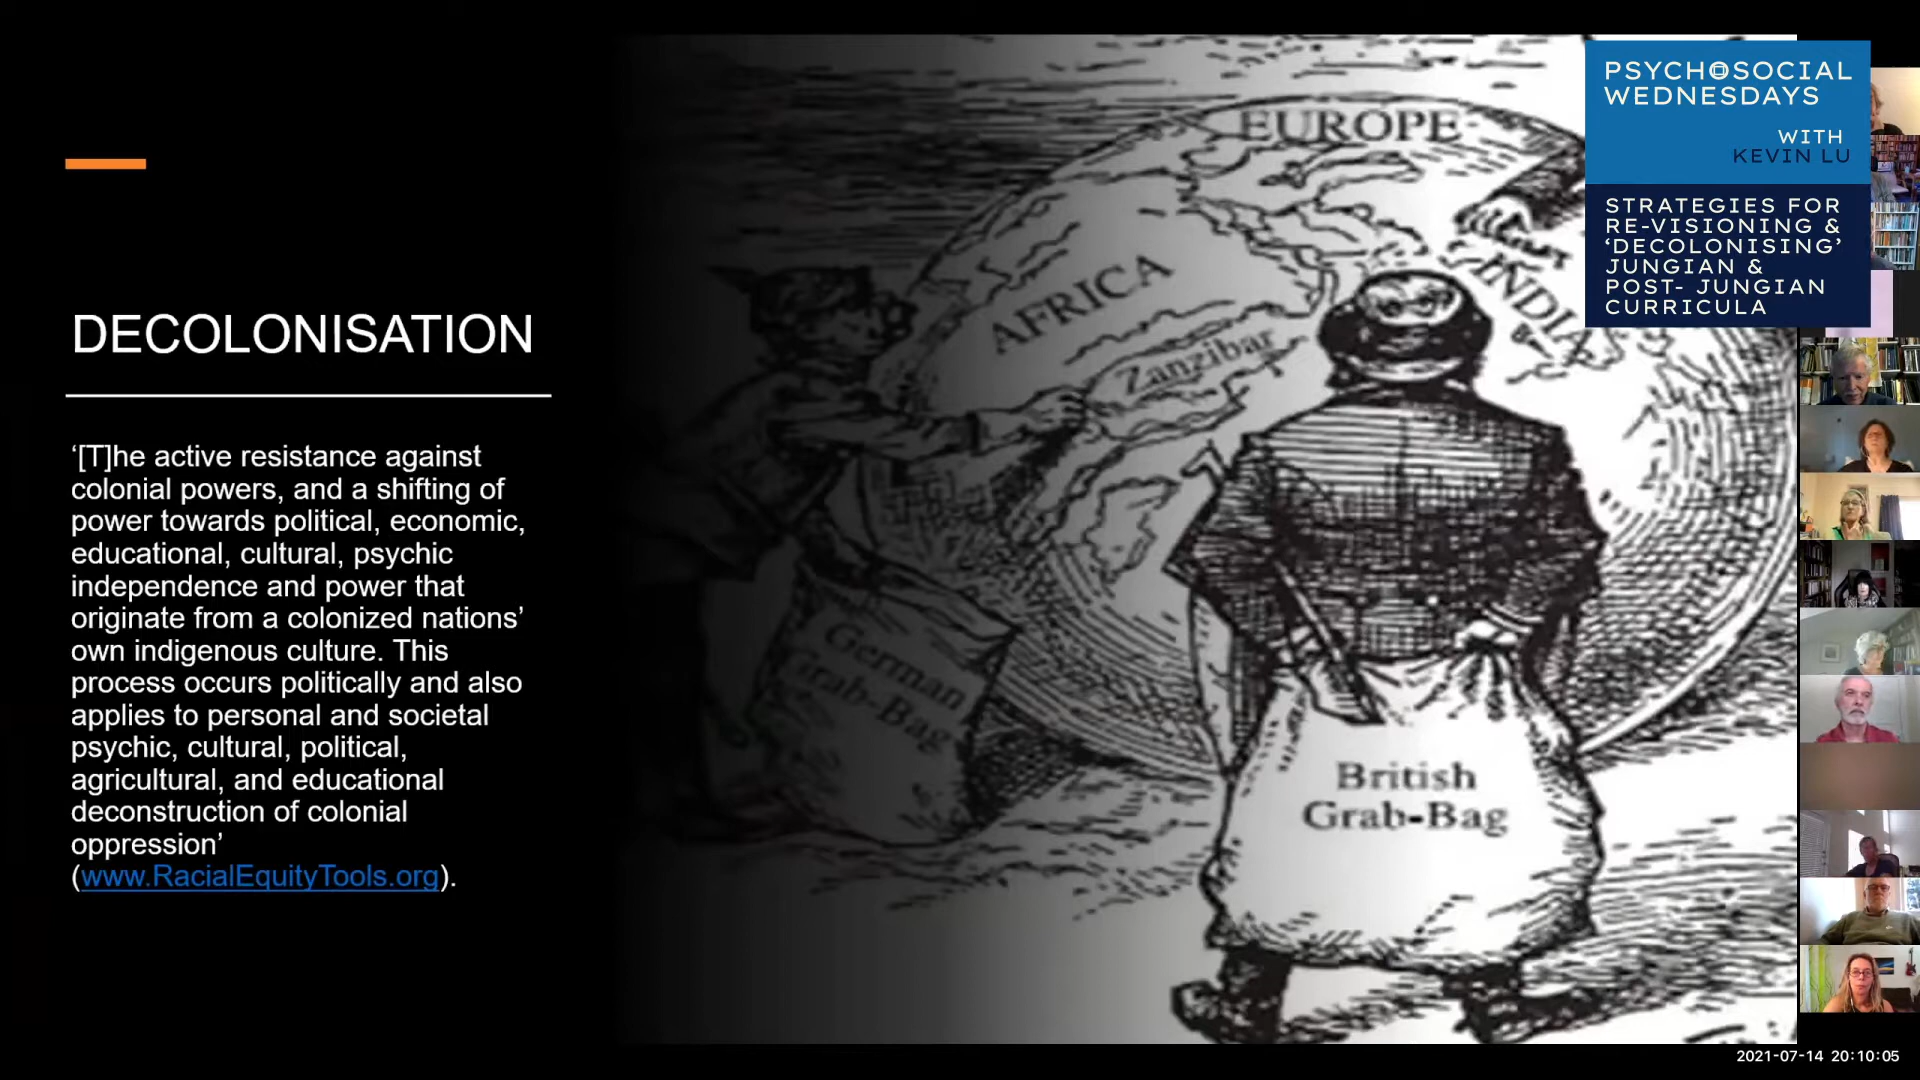 DECOLONISATION
‘[T]he active resistance against
colonial powers, and a shifting of
power towards political, economic,
educational, cultural, psychic
independence and power that
originate from a colonized nations’
own indigenous culture. This
process occurs politically and also
applies to personal and societal
psychic, cultural, political,
agricultural, and educational
deconstruction of colonial
oppression’
(www.RacialEquityTools.org).
EUROPE
AFRICA
Zanzibar
INDIA
German
Grab-Bag
British
Grab-Bag
PSYCHOSOCIAL
WEDNESDAYS
WITH
KEVIN LU
STRATEGIES FOR
RE-VISIONING &
‘DECOLONISING’
JUNGIAN &
POST- JUNGIAN
CURRICULA
2021-07-14 20:10:05